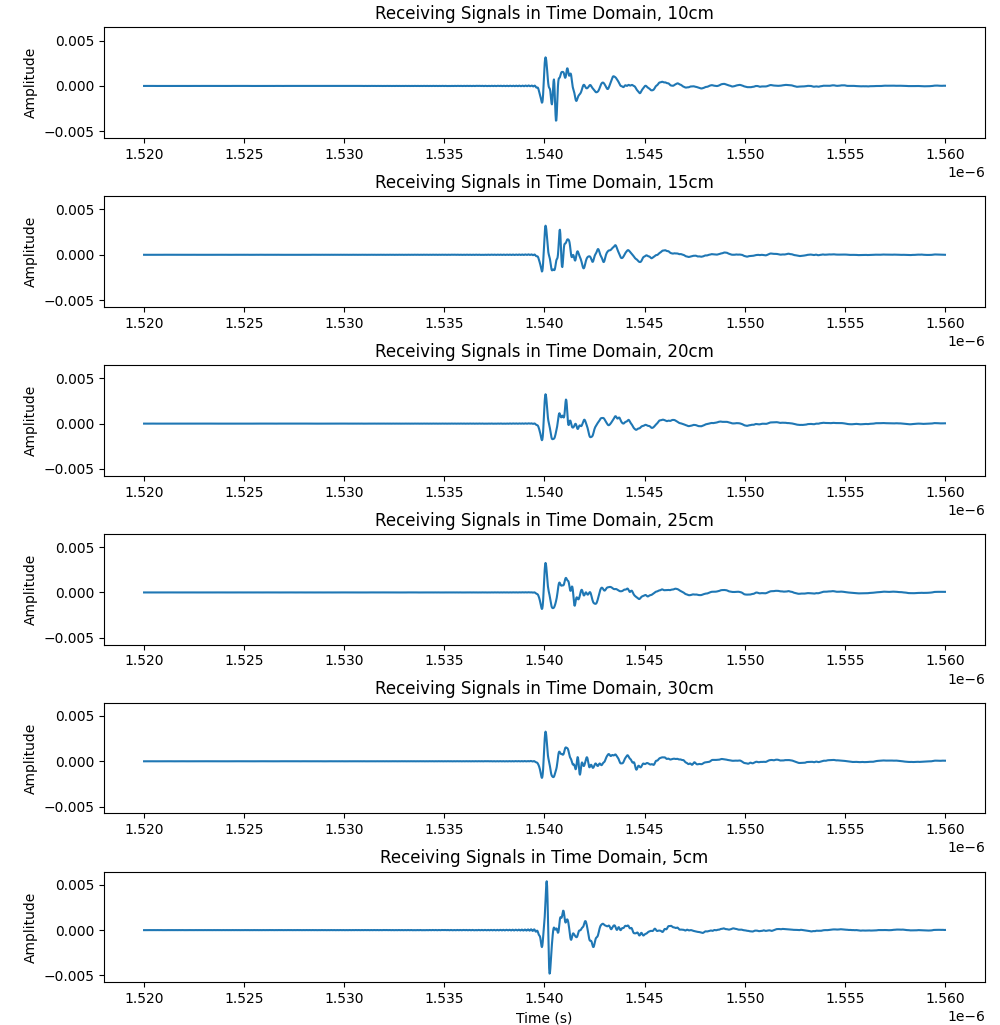 Receiving Signals in Time Domain, 10cm
Amplitude
0.005
0.000
−0.005
1.520 1.525 1.530 1.535 1.540 1.545 1.550 1.555 1.560
1e−6
Receiving Signals in Time Domain, 15cm
Amplitude
0.005
0.000
−0.005
1.520 1.525 1.530 1.535 1.540 1.545 1.550 1.555 1.560
1e−6
Receiving Signals in Time Domain, 20cm
Amplitude
0.005
0.000
−0.005
1.520 1.525 1.530 1.535 1.540 1.545 1.550 1.555 1.560
1e−6
Receiving Signals in Time Domain, 25cm
Amplitude
0.005
0.000
−0.005
1.520 1.525 1.530 1.535 1.540 1.545 1.550 1.555 1.560
1e−6
Receiving Signals in Time Domain, 30cm
Amplitude
0.005
0.000
−0.005
1.520 1.525 1.530 1.535 1.540 1.545 1.550 1.555 1.560
1e−6
Receiving Signals in Time Domain, 5cm
Amplitude
0.005
0.000
−0.005
1.520 1.525 1.530 1.535 1.540 1.545 1.550 1.555 1.560
Time (s)
1e−6